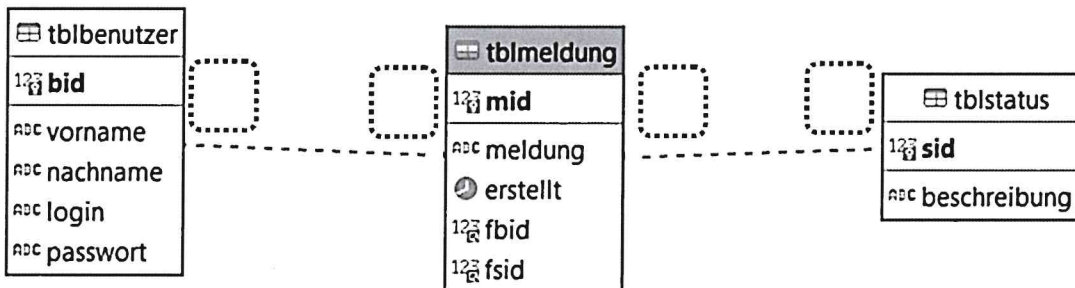 tblbenutzer
bid
vorname
nachname
login
passwort
tblmeldung
mid
meldung
erstellt
fbid
fsid
tblstatus
sid
beschreibung